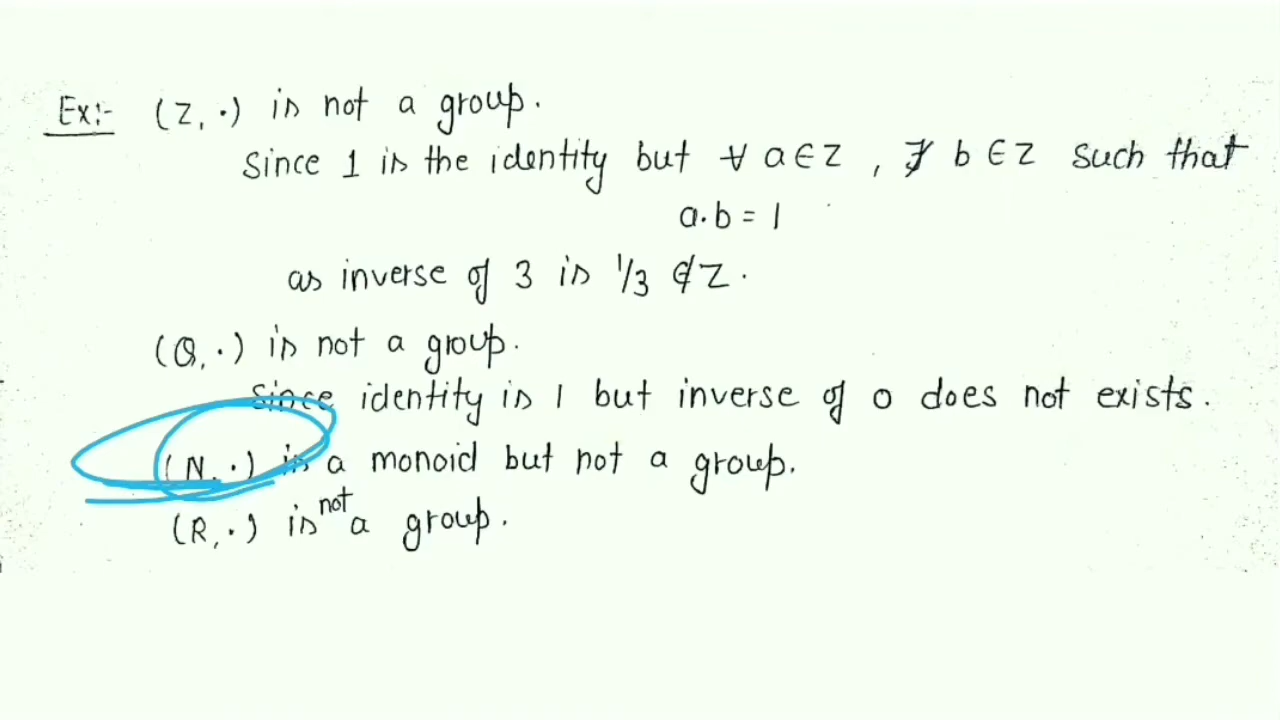 Ex:- (Z, ·) is not a group.
Since 1 is the identity but ∀ a∈Z , ∄ b∈Z such that
a·b = 1
as inverse of 3 is 1/3 ∉ Z.
(Q, ·) is not a group.
Since identity is 1 but inverse of 0 does not exists.
(N, ·) is a monoid but not a group.
(R, ·) is not a group.